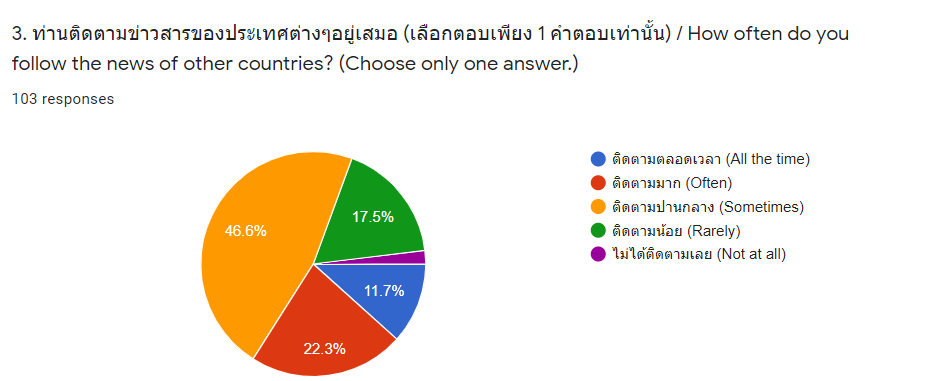 3. ท่านติดตามข่าวสารของประเทศต่างๆอยู่เสมอ (เลือกตอบเพียง 1 คำตอบเท่านั้น) / How often do you
follow the news of other countries? (Choose only one answer.)
103 responses
ติดตามตลอดเวลา (All the time)
ติดตามมาก (Often)
ติดตามปานกลาง (Sometimes)
ติดตามน้อย (Rarely)
ไม่ได้ติดตามเลย (Not at all)
17.5%
46.6%
11.7%
22.3%